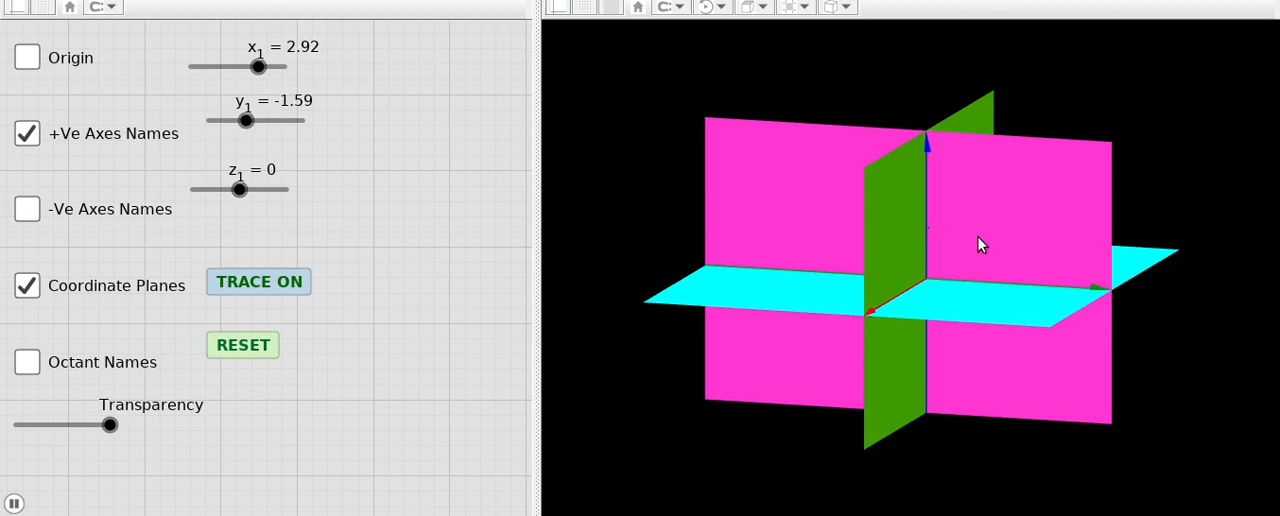 Origin
x1 = 2.92
y1 = -1.59
+Ve Axes Names
z1 = 0
-Ve Axes Names
Coordinate Planes
TRACE ON
RESET
Octant Names
Transparency